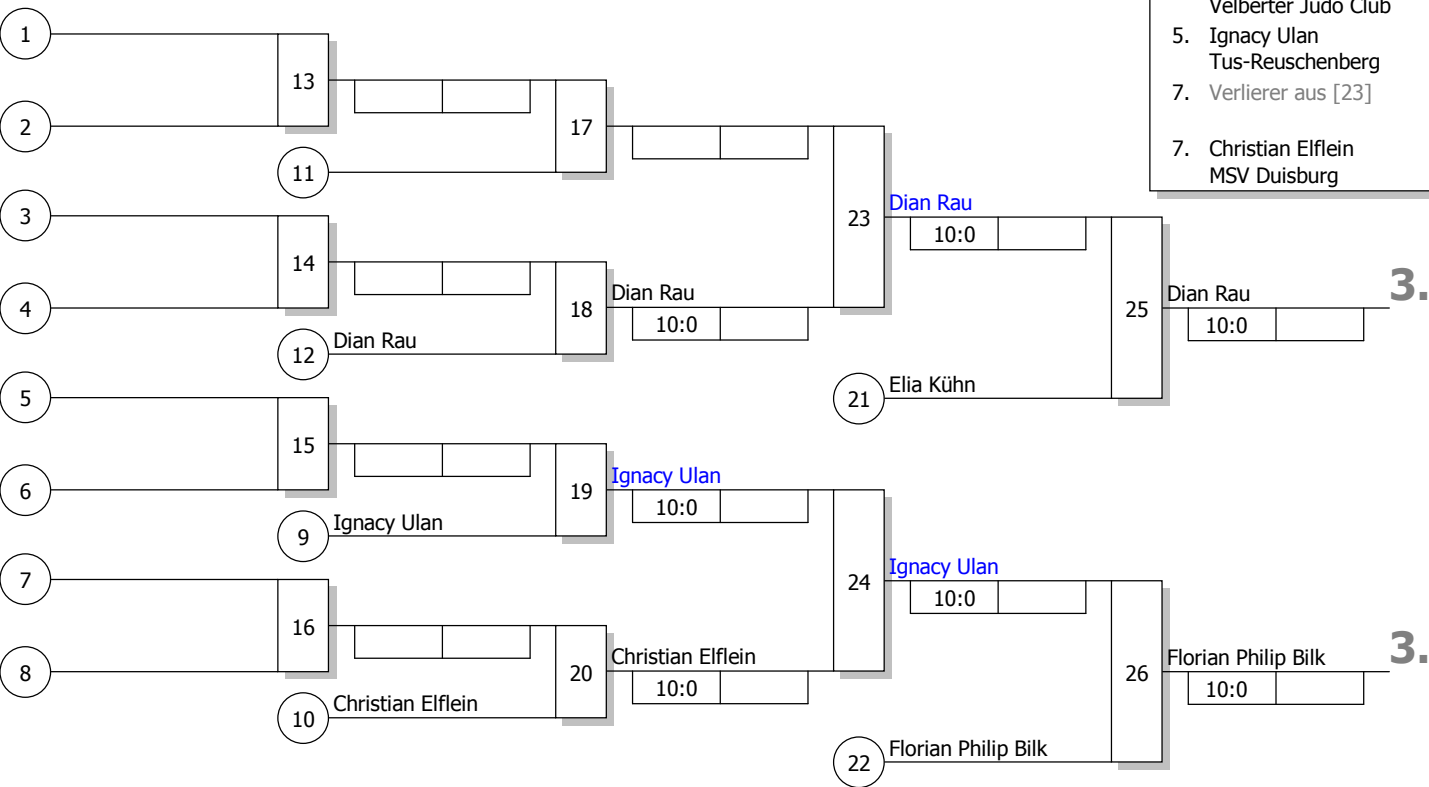 Velberter Judo Club
5. Ignacy Ulan
Tus-Reuschenberg
7. Verlierer aus [23]
7. Christian Elflein
MSV Duisburg
1
13
2
17
11
3
23
Dian Rau
10:0
14
4
18
Dian Rau
10:0
12
Dian Rau
25
Dian Rau
10:0
3.
21
Elia Kühn
5
15
6
19
Ignacy Ulan
10:0
9
Ignacy Ulan
7
24
Ignacy Ulan
10:0
16
8
20
Christian Elflein
10:0
10
Christian Elflein
26
Florian Philip Bilk
10:0
3.
22
Florian Philip Bilk